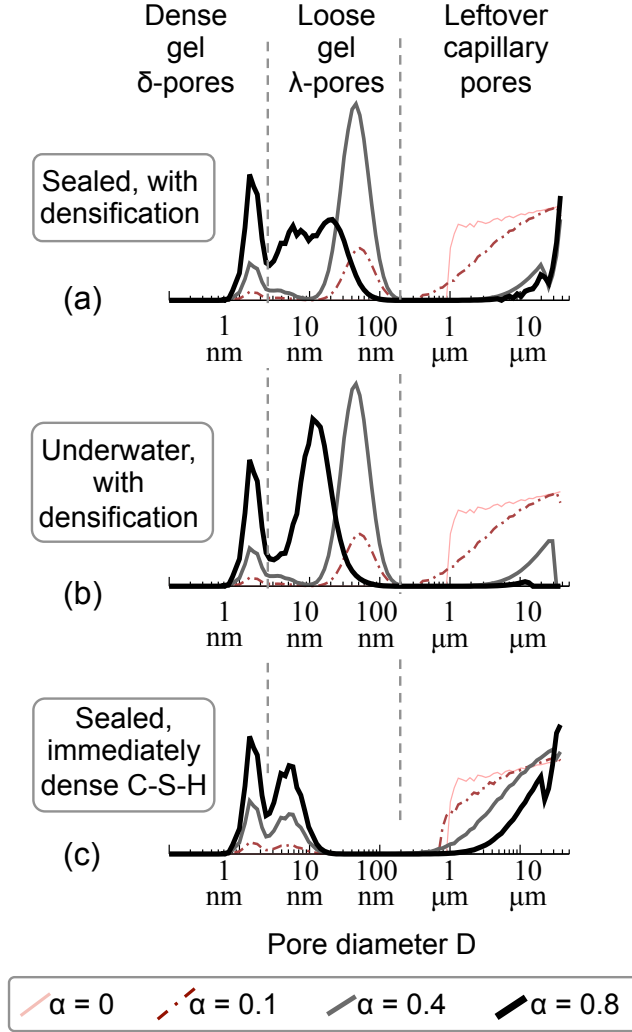 Dense
gel
δ-pores
Loose
gel
λ-pores
Leftover
capillary
pores
Sealed, with
densification
(a)
1 10 100 1 10
nm nm nm μm μm
Underwater,
with
densification
(b)
1 10 100 1 10
nm nm nm μm μm
Sealed,
immediately
dense C-S-H
(c)
1 10 100 1 10
nm nm nm μm μm
Pore diameter D
α = 0 α = 0.1 α = 0.4 α = 0.8